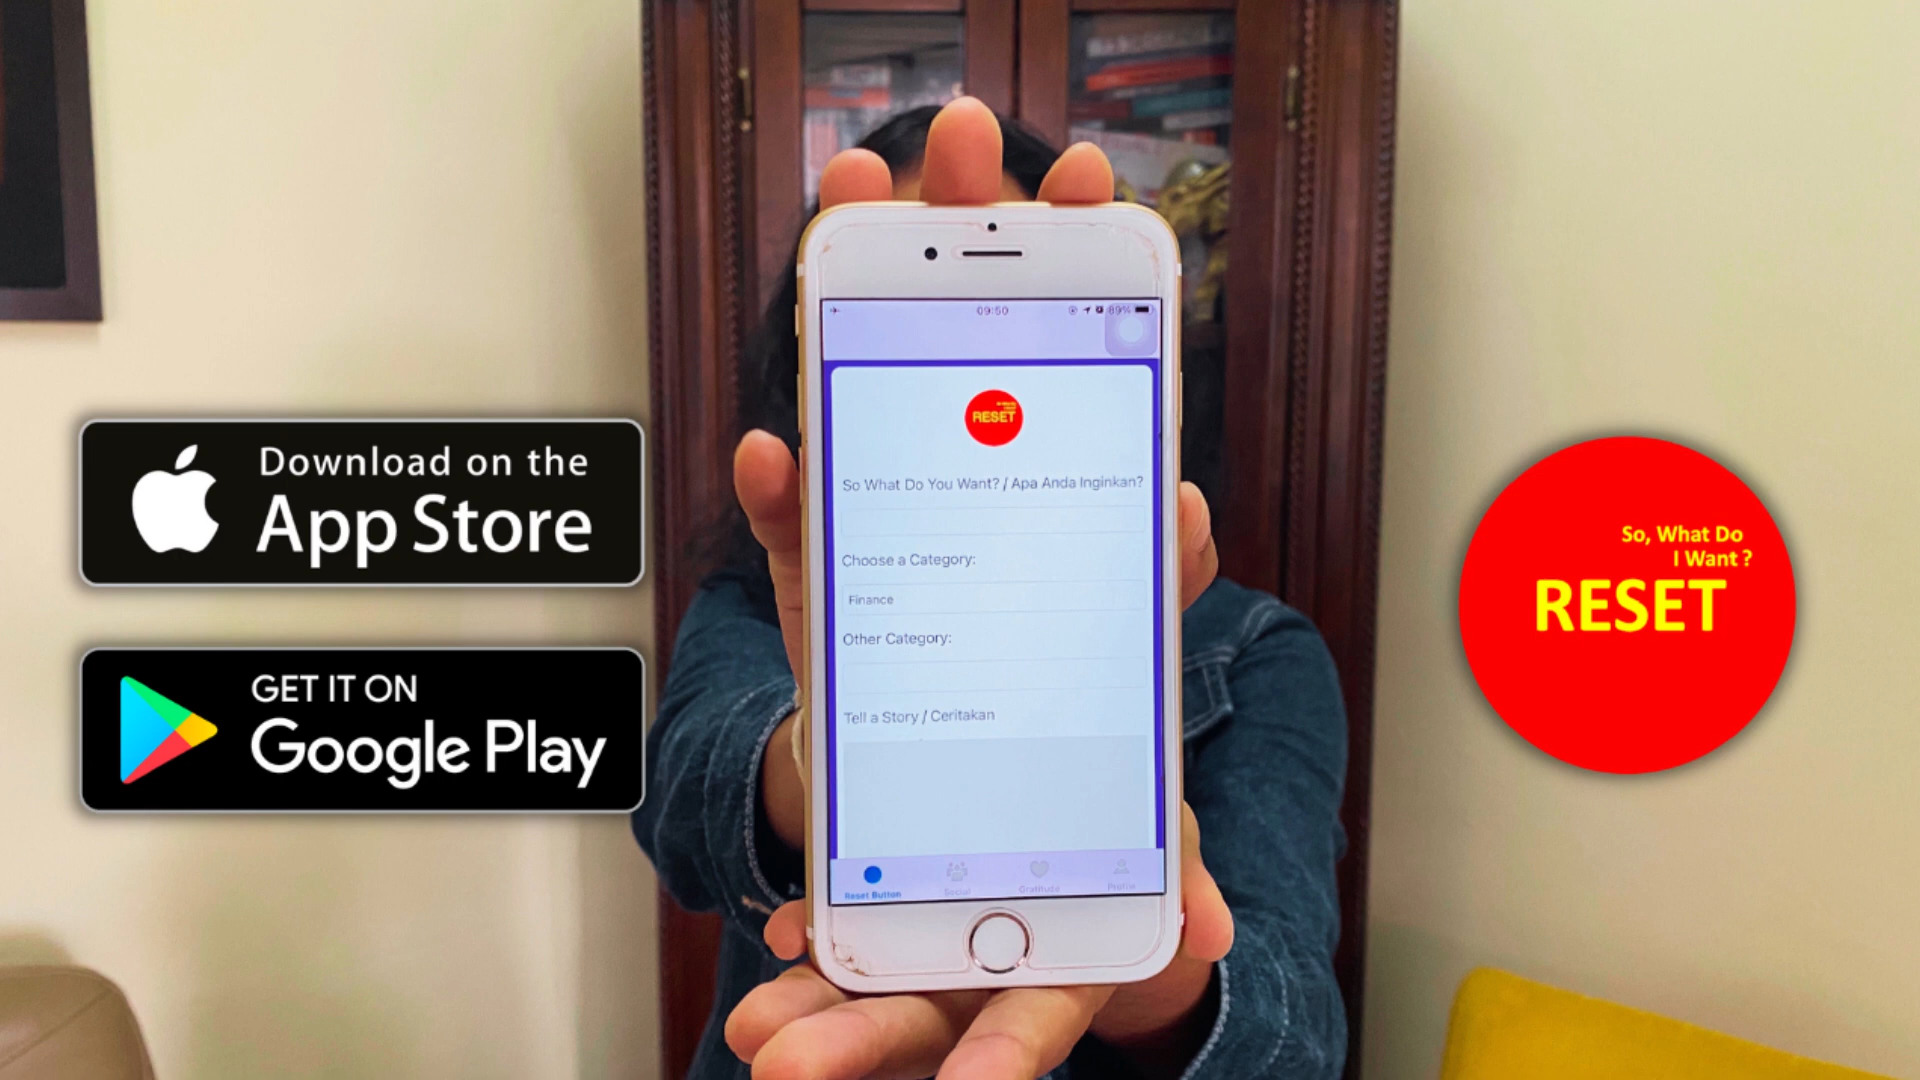 Download on the
App Store
GET IT ON
Google Play
09:50
89%
RESET
So What Do You Want? / Apa Anda Inginkan?
Choose a Category:
Finance
Other Category:
Tell a Story / Ceritakan
Reset Button
Social
Gratitude
Profile
So, What Do
I Want ?
RESET